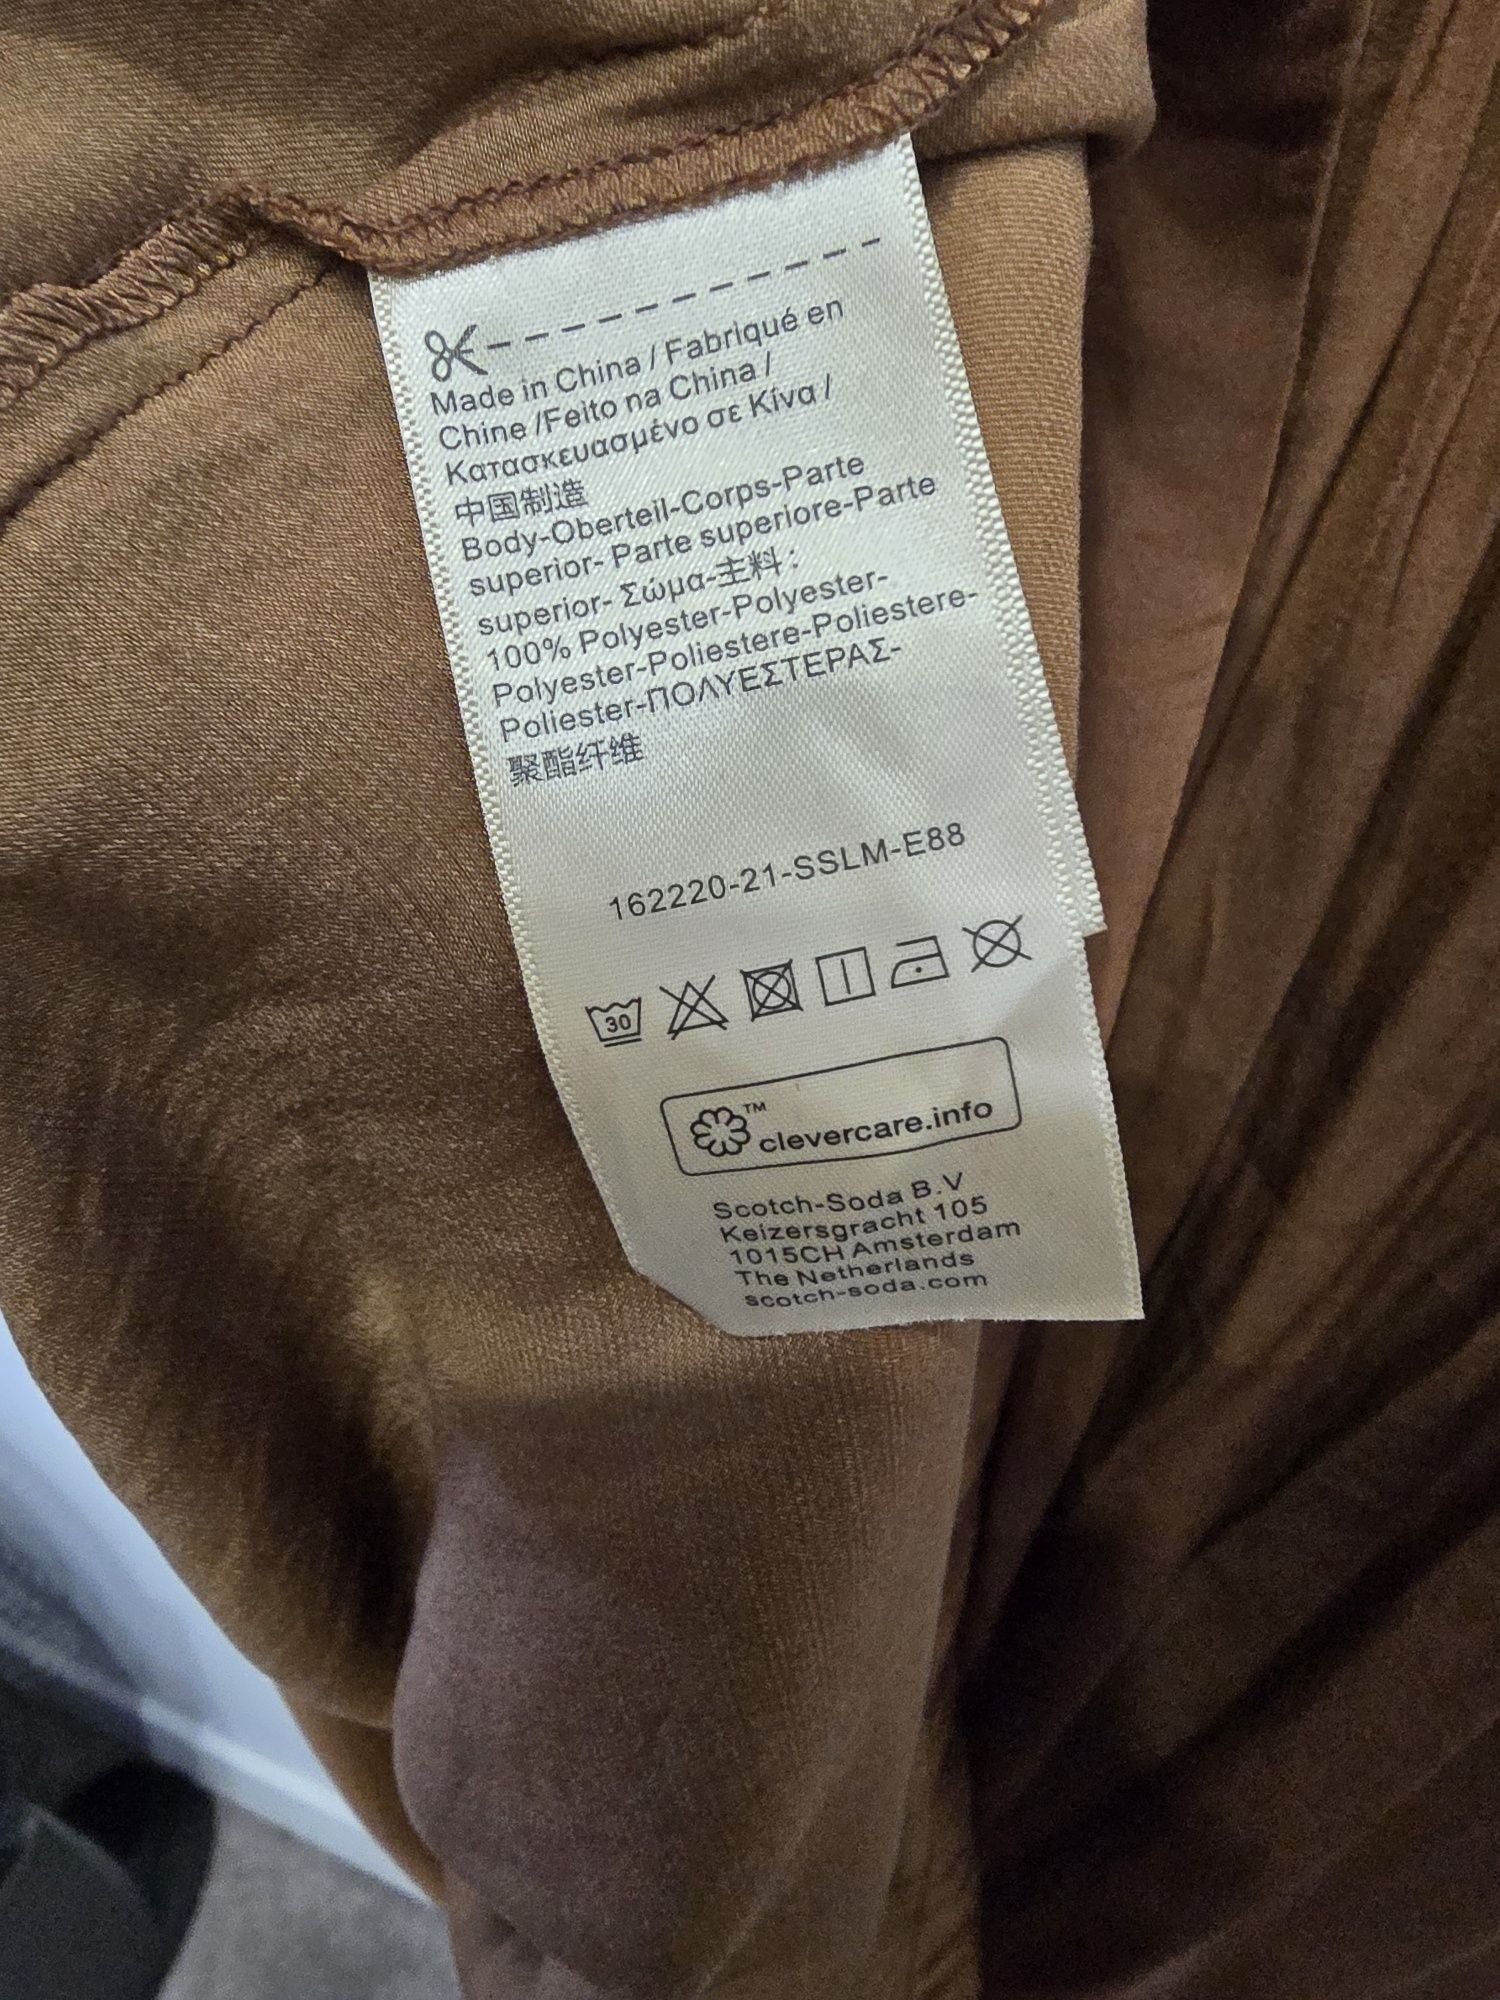 Made in China / Fabriqué en
Chine /Feito na China /
Κατασκευασμένο σε Κίνα /
中国制造
Body-Oberteil-Corps-Parte
superior- Parte superiore-Parte
superior- Σώμα-主料 :
100% Polyester-Polyester-
Polyester-Poliestere-Poliestere-
Poliester-ΠΟΛΥΕΣΤΕΡΑΣ-
聚酯纤维
162220-21-SSLM-E88
30
™ clevercare.info
Scotch-Soda B.V
Keizersgracht 105
1015CH Amsterdam
The Netherlands
scotch-soda.com